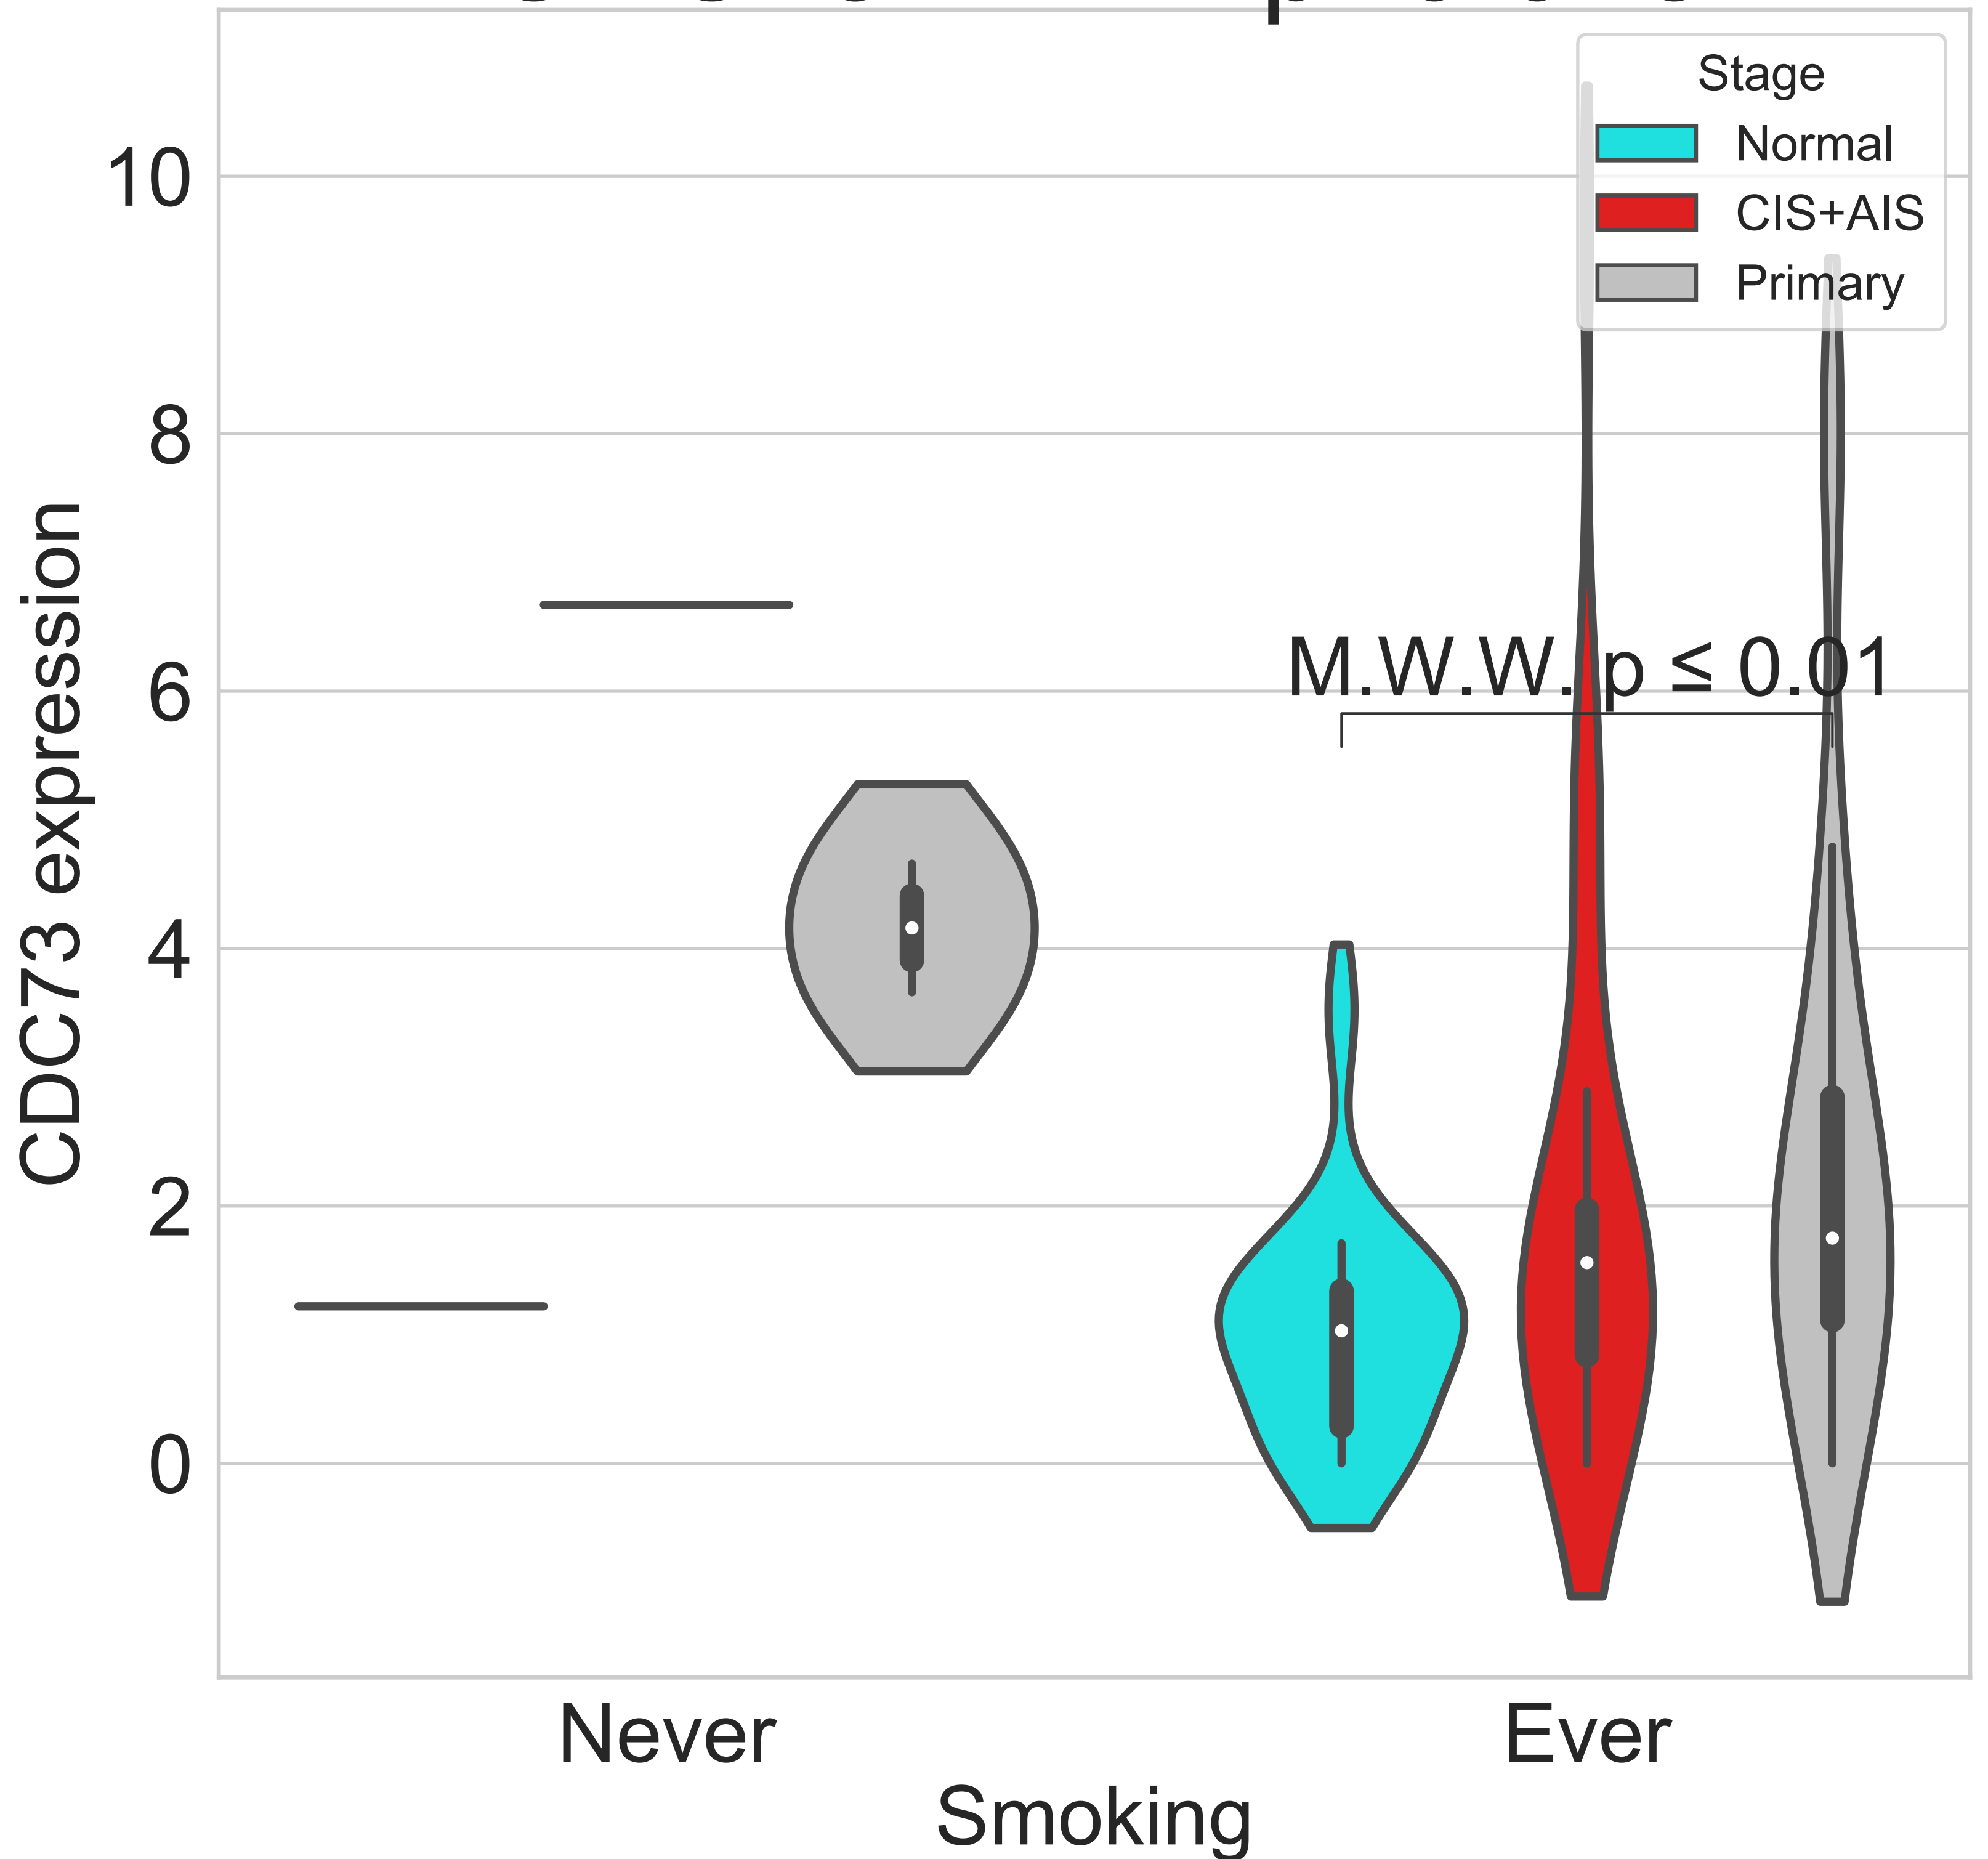 Stage
Normal
CIS+AIS
Primary
10
8
6
4
2
0
CDC73 expression
M.W.W. p ≤ 0.01
Never
Ever
Smoking